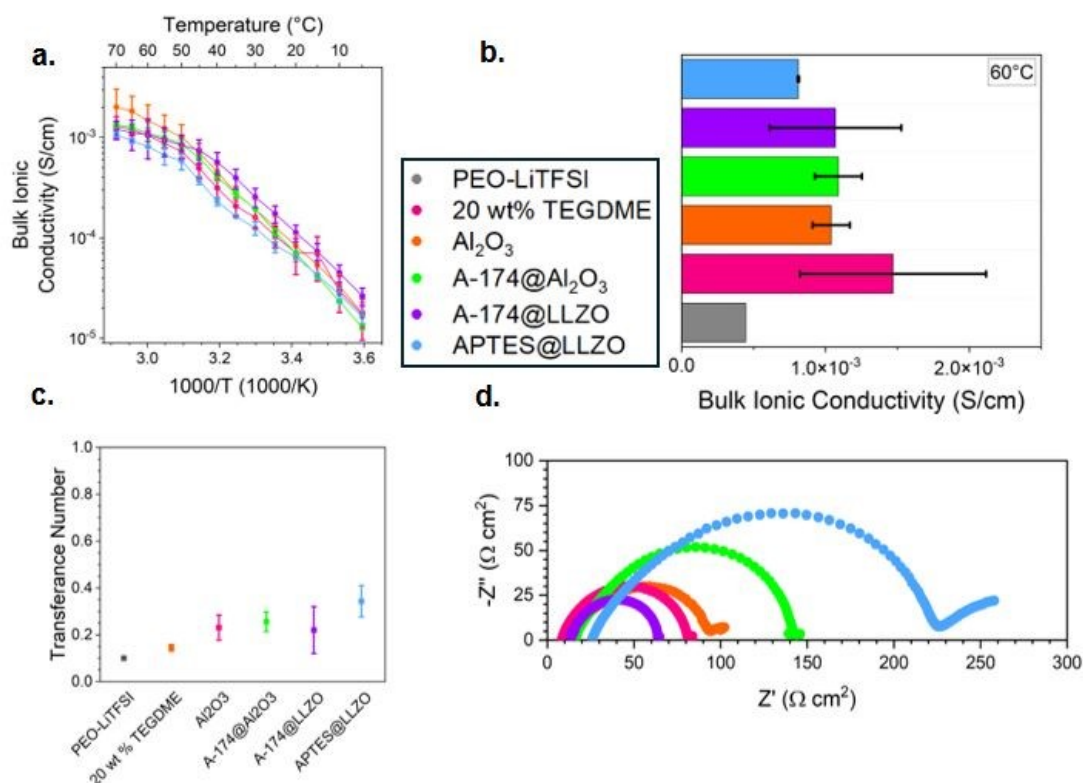 a.
Temperature (°C)
70 60 50 40 30 20 10
Bulk Ionic
Conductivity (S/cm)
10⁻³
10⁻⁴
10⁻⁵
3.0 3.2 3.4 3.6
1000/T (1000/K)
PEO-LiTFSI
20 wt% TEGDME
Al₂O₃
A-174@Al₂O₃
A-174@LLZO
APTES@LLZO
b.
60°C
0.0 1.0×10⁻³ 2.0×10⁻³
Bulk Ionic Conductivity (S/cm)
c.
Transferance Number
1.0
0.8
0.6
0.4
0.2
0.0
PEO-LiTFSI
20 wt % TEGDME
Al2O3
A-174@Al2O3
A-174@LLZO
APTES@LLZO
d.
-Z'' (Ω cm²)
100
75
50
25
0
0 50 100 150 200 250 300
Z' (Ω cm²)